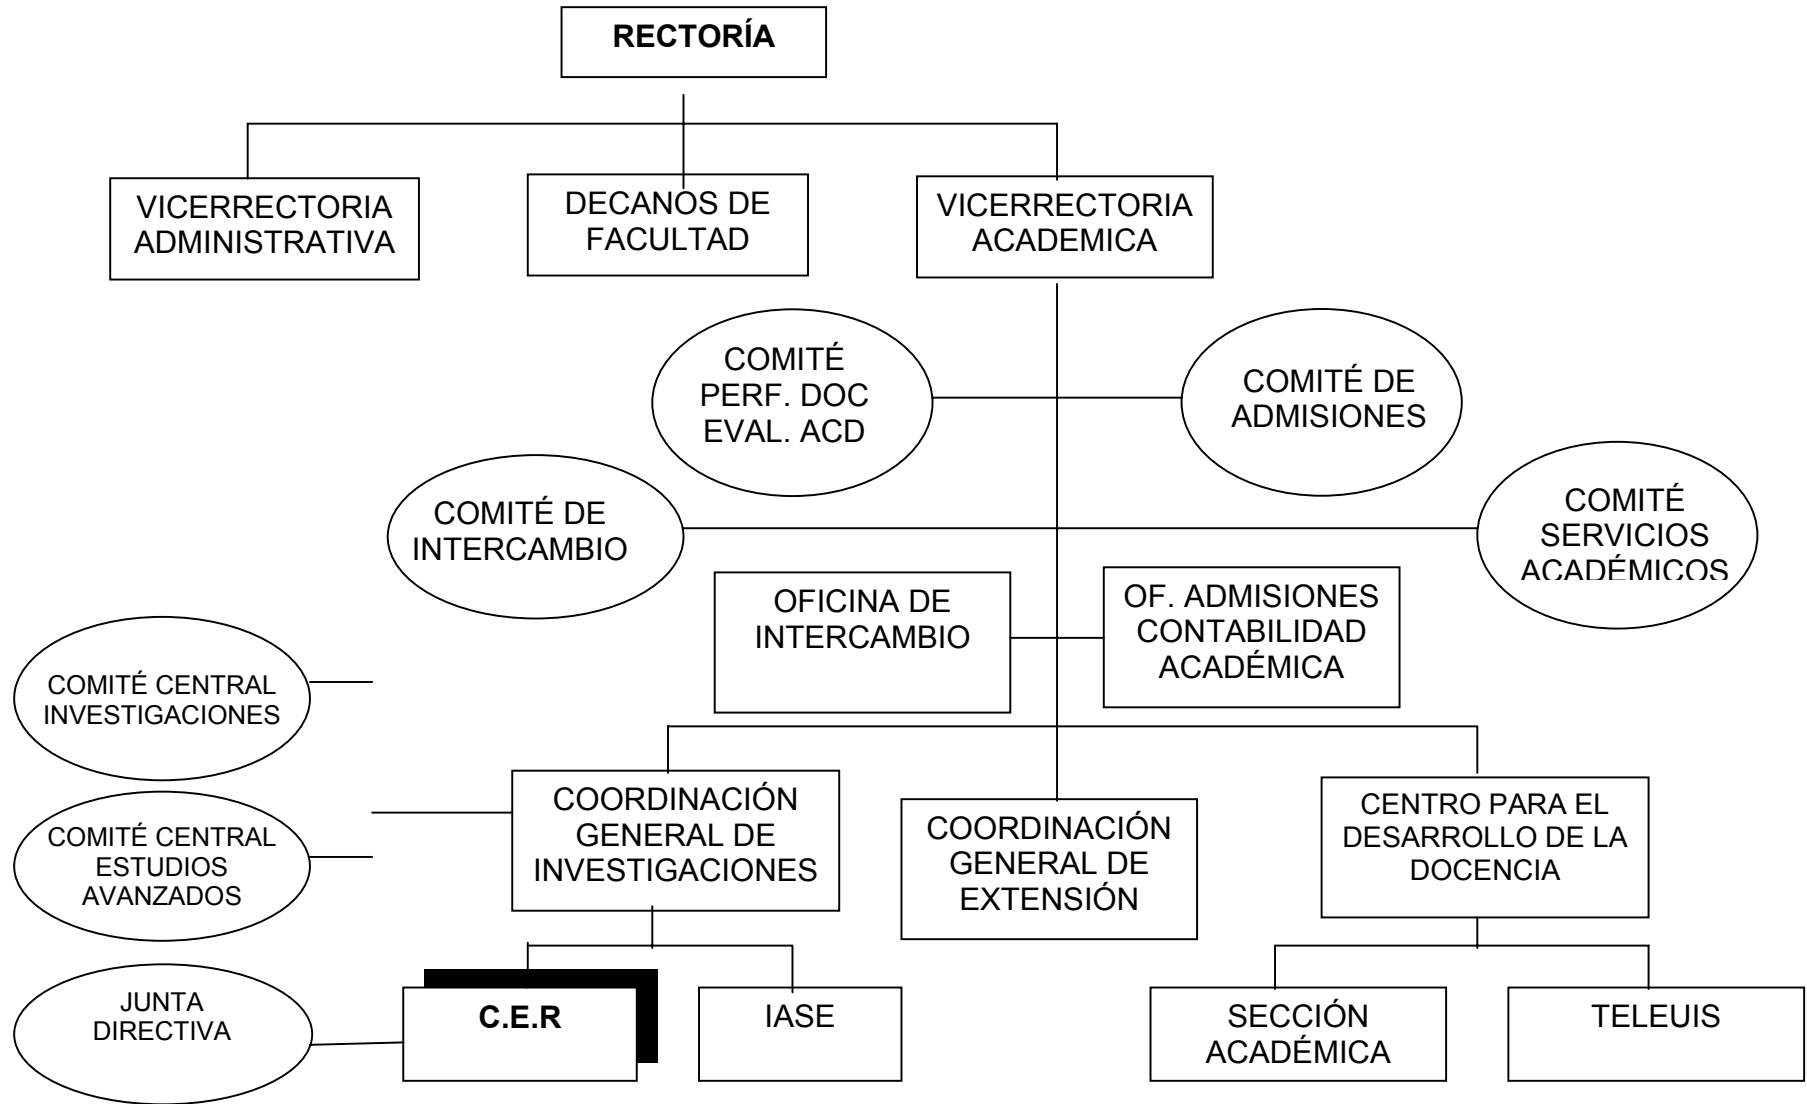 RECTORÍA
VICERRECTORIA
ADMINISTRATIVA
DECANOS DE
FACULTAD
VICERRECTORIA
ACADEMICA
COMITÉ
PERF. DOC
EVAL. ACD
COMITÉ DE
ADMISIONES
COMITÉ DE
INTERCAMBIO
COMITÉ
SERVICIOS
ACADÉMICOS
OFICINA DE
INTERCAMBIO
OF. ADMISIONES
CONTABILIDAD
ACADÉMICA
COMITÉ CENTRAL
INVESTIGACIONES
COORDINACIÓN
GENERAL DE
INVESTIGACIONES
COORDINACIÓN
GENERAL DE
EXTENSIÓN
CENTRO PARA EL
DESARROLLO DE LA
DOCENCIA
COMITÉ CENTRAL
ESTUDIOS
AVANZADOS
JUNTA
DIRECTIVA
C.E.R
IASE
SECCIÓN
ACADÉMICA
TELEUIS